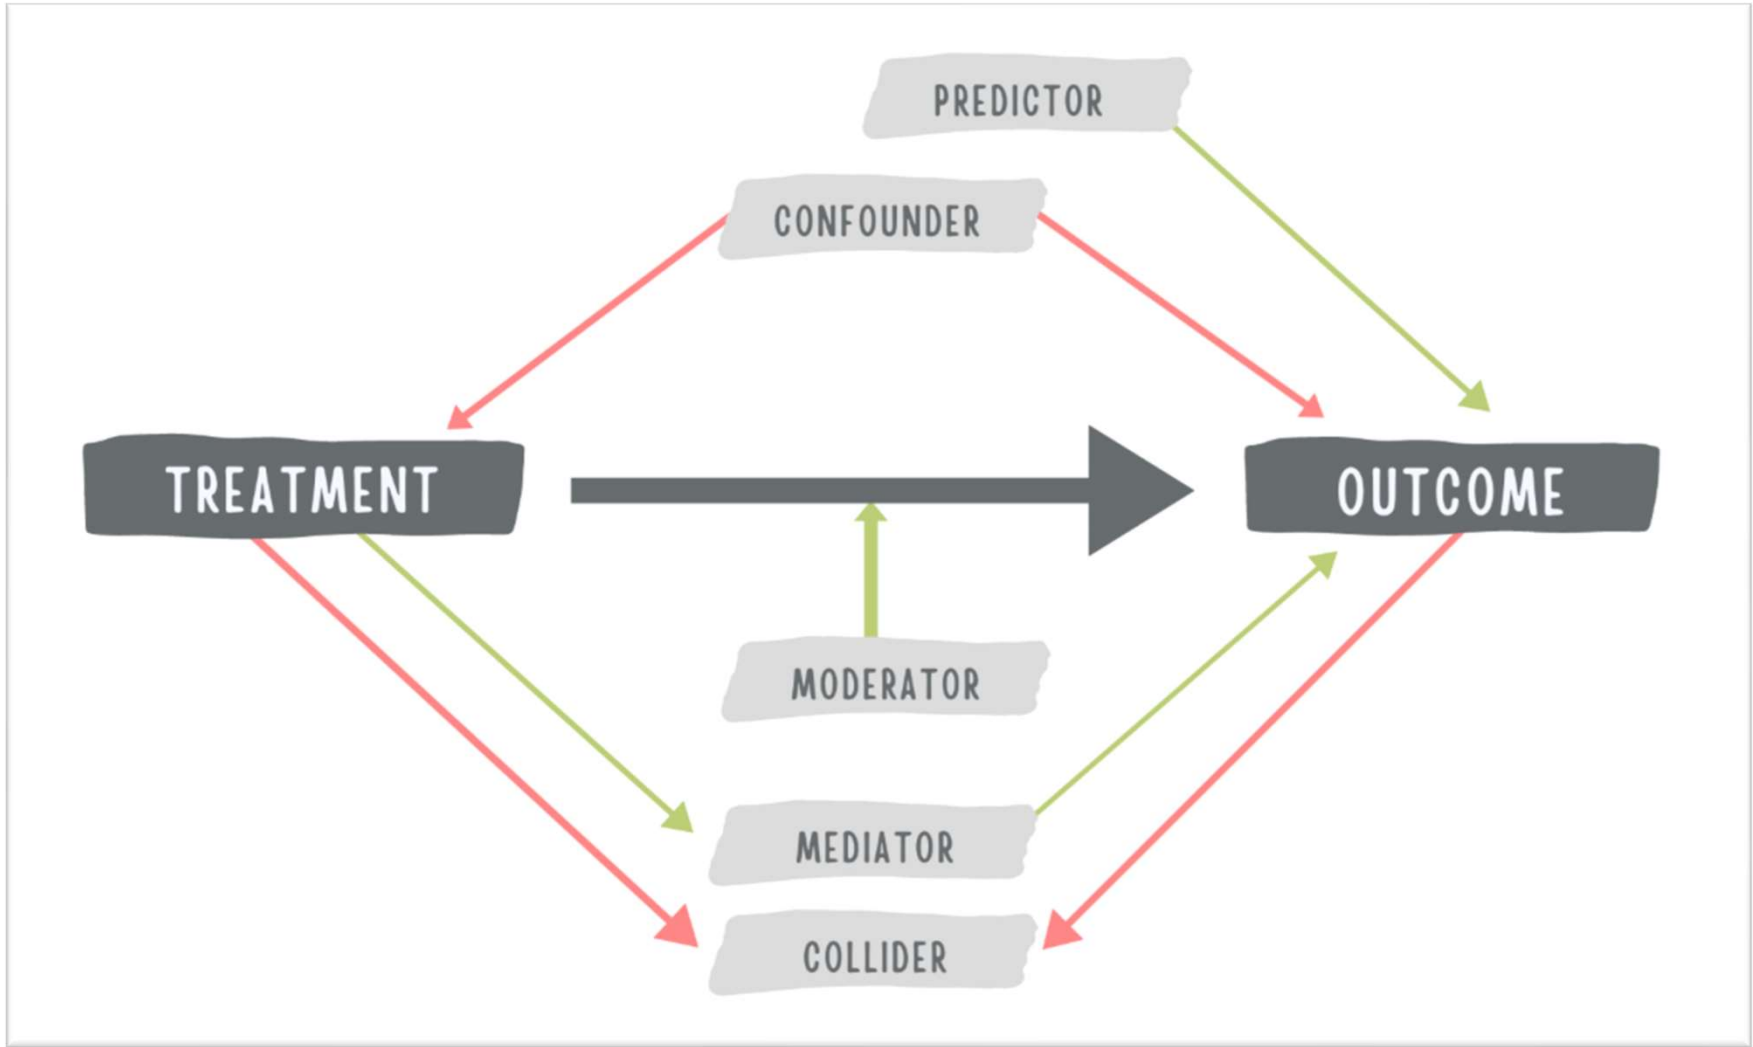 PREDICTOR
CONFOUNDER
TREATMENT
OUTCOME
MODERATOR
MEDIATOR
COLLIDER